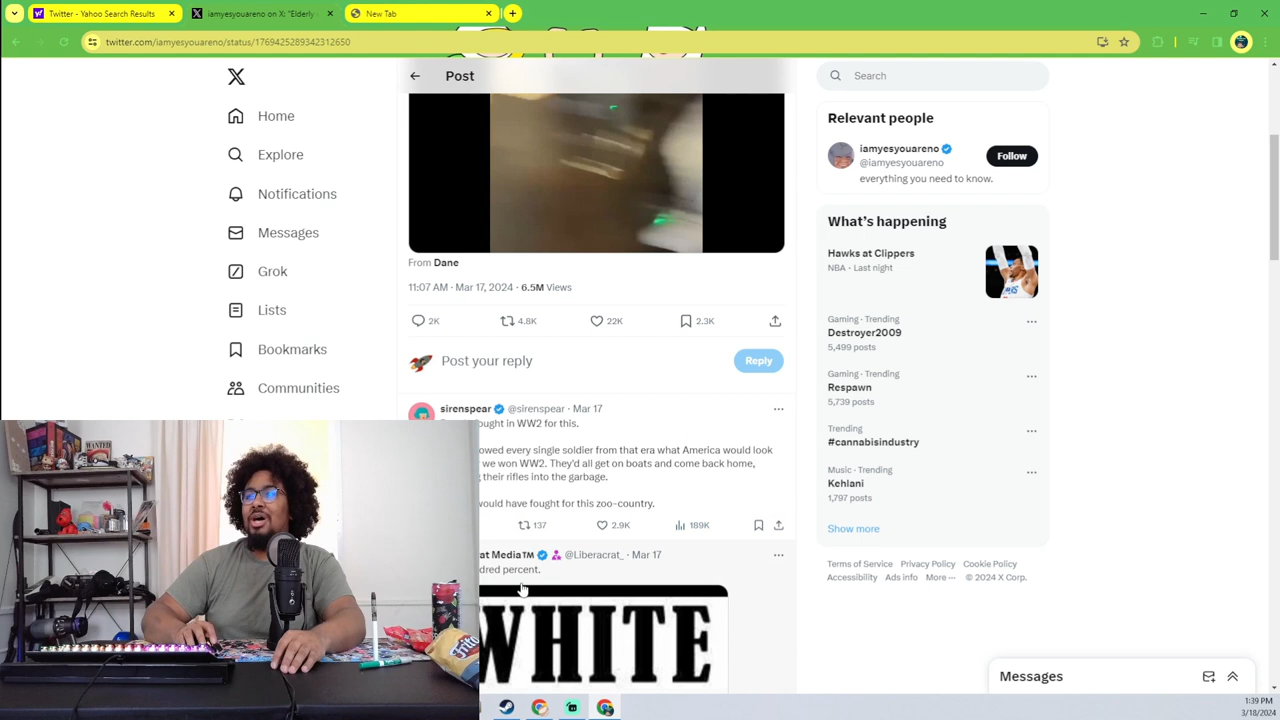 Twitter - Yahoo Search Results
iamyesyouareno on X: "Elderly
New Tab
twitter.com/iamyesyouareno/status/1769425289342312650
Post
Home
Explore
Notifications
Messages
Grok
Lists
Bookmarks
Communities
From Dane
11:07 AM · Mar 17, 2024 · 6.5M Views
2K 4.8K 22K 2.3K
Post your reply
Reply
sirenspear @sirenspear · Mar 17
ought in WW2 for this.
owed every single soldier from that era what America would look
we won WW2. They'd all get on boats and come back home,
their rifles into the garbage.
would have fought for this zoo-country.
137 2.9K 189K
at Media™ @Liberacrat_ · Mar 17
dred percent.
WHITE
Search
Relevant people
iamyesyouareno
@iamyesyouareno
Follow
everything you need to know.
What's happening
Hawks at Clippers
NBA · Last night
Gaming · Trending
Destroyer2009
5,499 posts
Gaming · Trending
Respawn
5,739 posts
Trending
#cannabisindustry
Music · Trending
Kehlani
1,797 posts
Show more
Terms of Service Privacy Policy Cookie Policy
Accessibility Ads info More ··· © 2024 X Corp.
Messages
WANTED
1:39 PM
3/18/2024